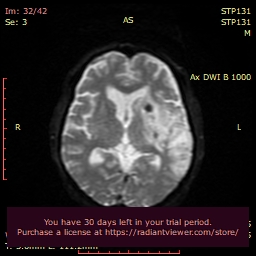 Im: 32/42
Se: 3
AS
STP131
STP131
M
Ax DWI B 1000
R
L
You have 30 days left in your trial period.
Purchase a license at https://radiantviewer.com/store/